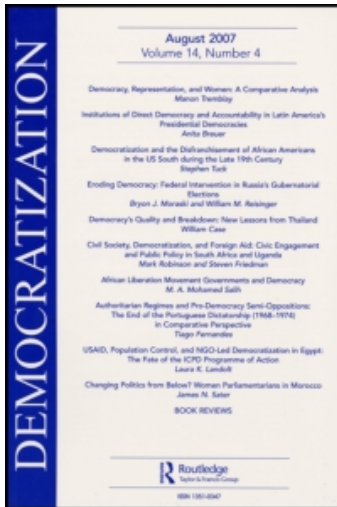 DEMOCRATIZATION
August 2007
Volume 14, Number 4
Democracy, Representation, and Women: A Comparative Analysis
Manon Tremblay
Institutions of Direct Democracy and Accountability in Latin America's
Presidential Democracies
Anita Breuer
Democratization and the Disfranchisement of African Americans
in the US South during the Late 19th Century
Stephen Tuck
Eroding Democracy: Federal Intervention in Russia's Gubernatorial
Elections
Bryon J. Moraski and William M. Reisinger
Democracy's Quality and Breakdown: New Lessons from Thailand
William Case
Civil Society, Democratization, and Foreign Aid: Civic Engagement
and Public Policy in South Africa and Uganda
Mark Robinson and Steven Friedman
African Liberation Movement Governments and Democracy
M. A. Mohamed Salih
Authoritarian Regimes and Pro-Democracy Semi-Oppositions:
The End of the Portuguese Dictatorship (1968–1974)
in Comparative Perspective
Tiago Fernandes
USAID, Population Control, and NGO-Led Democratization in Egypt:
The Fate of the ICPD Programme of Action
Laura K. Landolt
Changing Politics from Below? Women Parliamentarians in Morocco
James N. Sater
BOOK REVIEWS
R Routledge
Taylor & Francis Group
ISSN 1351-0347